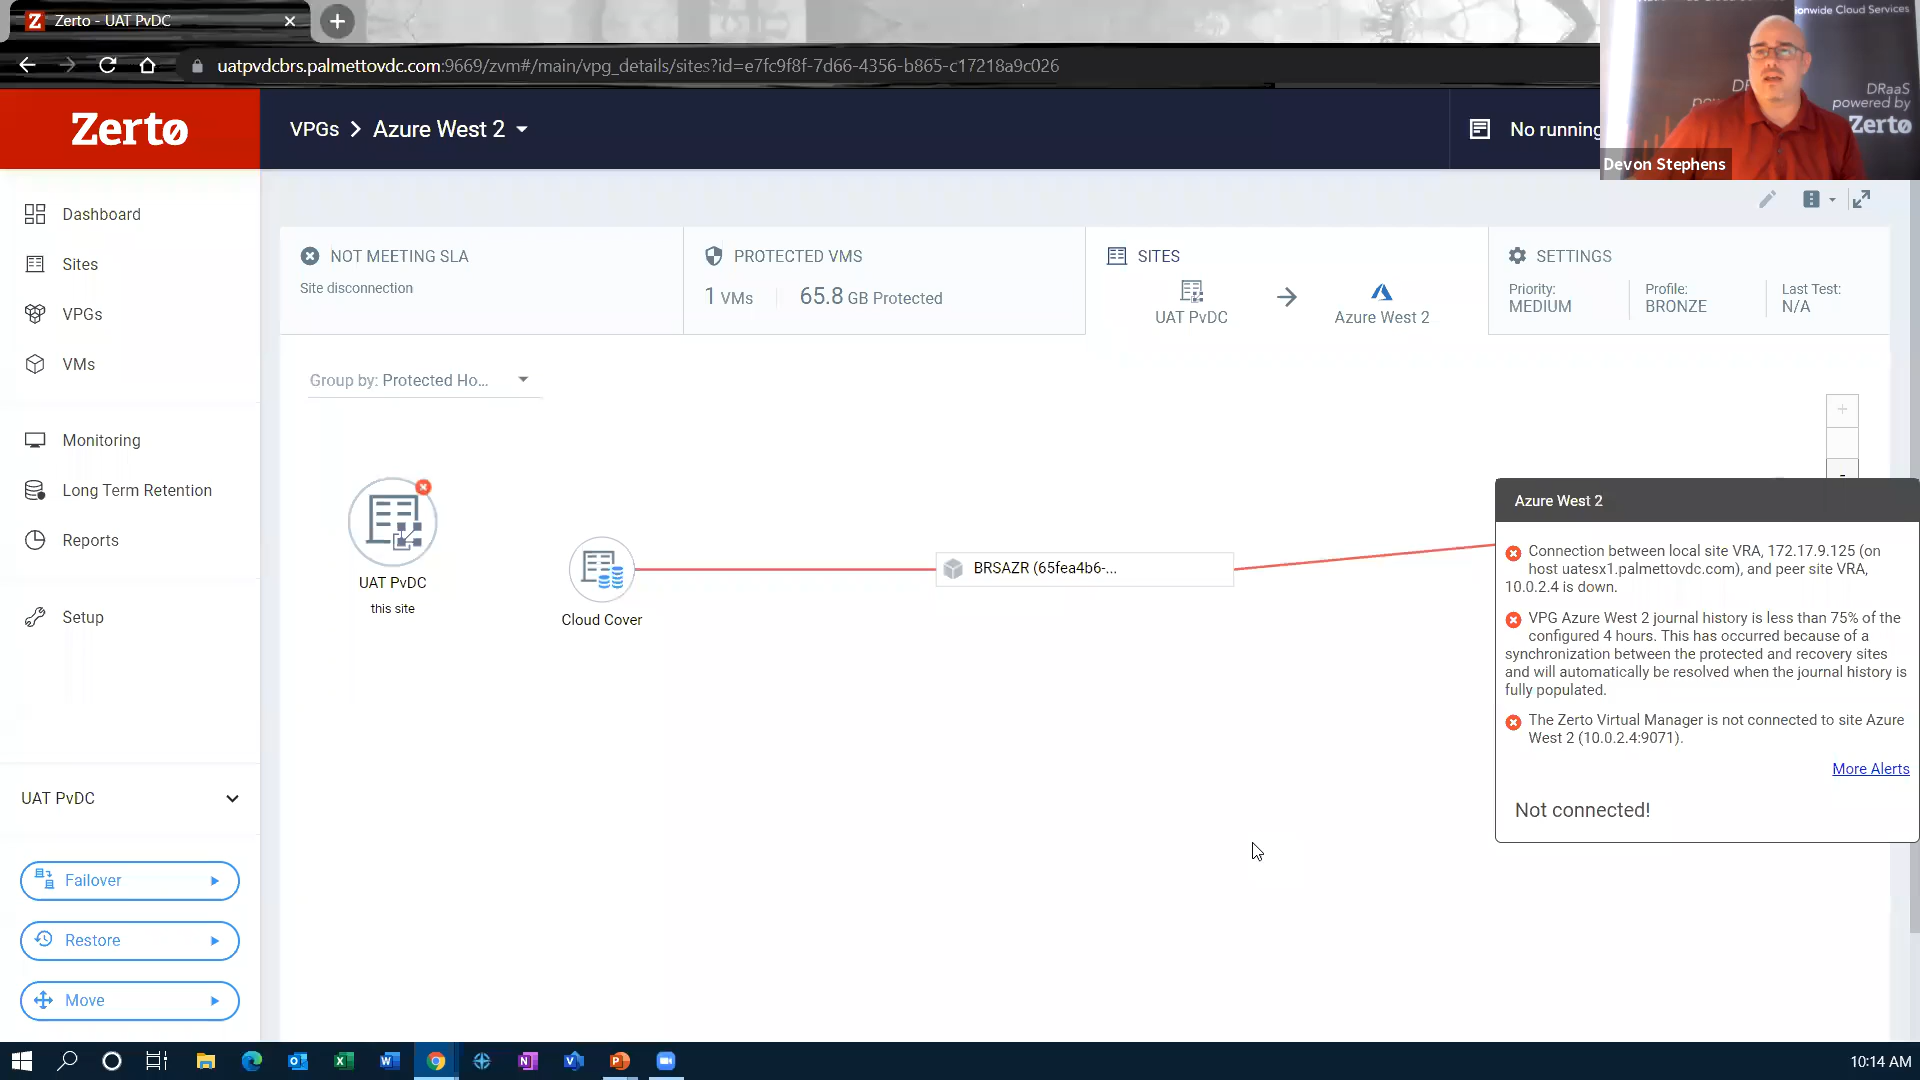 Zerto - UAT PvDC
uatpvdcbrs.palmettovdc.com:9669/zvm#/main/vpg_details/sites?id=e7fc9f8f-7d66-4356-b865-c17218a9c026
ionwide Cloud Services
DRaaS
powered by
Zerto
Devon Stephens
Zerto
VPGs > Azure West 2
No running
Dashboard
Sites
VPGs
VMs
Monitoring
Long Term Retention
Reports
Setup
UAT PvDC
Failover
Restore
Move
NOT MEETING SLA
Site disconnection
PROTECTED VMS
1 VMs
65.8 GB Protected
SITES
UAT PvDC
Azure West 2
SETTINGS
Priority:
MEDIUM
Profile:
BRONZE
Last Test:
N/A
Group by: Protected Ho...
+
-
UAT PvDC
this site
Cloud Cover
BRSAZR (65fea4b6-...
Azure West 2
Connection between local site VRA, 172.17.9.125 (on
host uatesx1.palmettovdc.com), and peer site VRA,
10.0.2.4 is down.
VPG Azure West 2 journal history is less than 75% of the
configured 4 hours. This has occurred because of a
synchronization between the protected and recovery sites
and will automatically be resolved when the journal history is
fully populated.
The Zerto Virtual Manager is not connected to site Azure
West 2 (10.0.2.4:9071).
More Alerts
Not connected!
10:14 AM